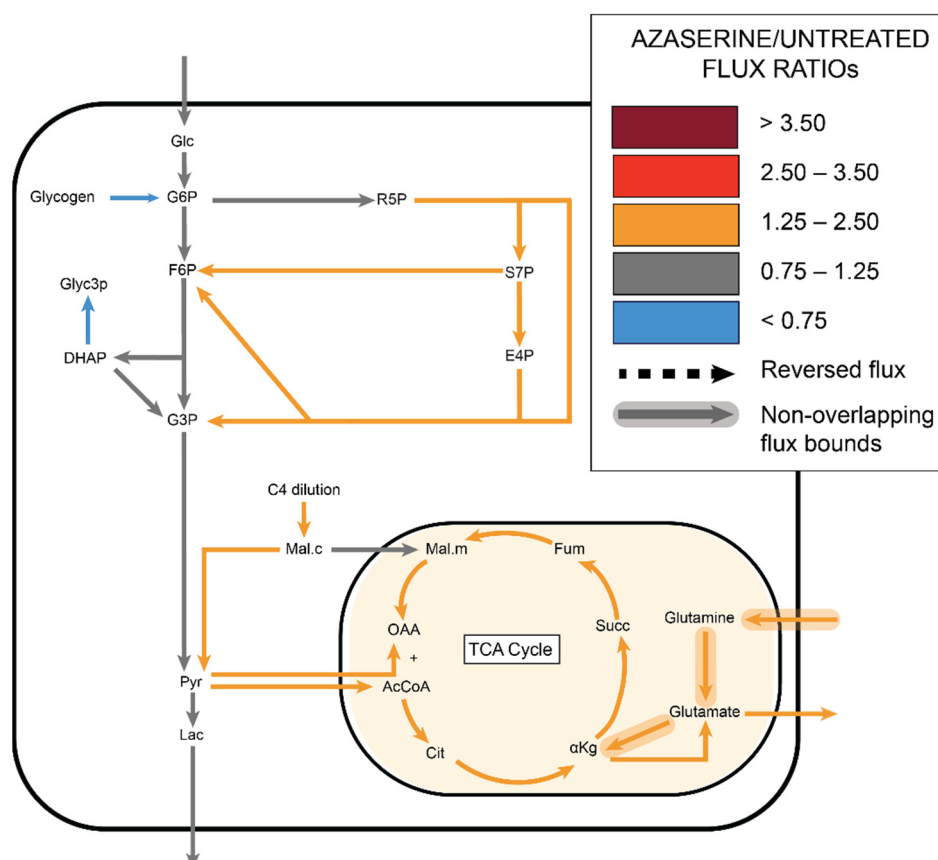 AZASERINE/UNTREATED
FLUX RATIOs
> 3.50
2.50 – 3.50
1.25 – 2.50
0.75 – 1.25
< 0.75
Reversed flux
Non-overlapping
flux bounds
Glc
Glycogen
G6P
R5P
F6P
S7P
Glyc3p
DHAP
E4P
G3P
C4 dilution
Mal.c
Mal.m
Fum
OAA
Succ
Glutamine
+
TCA Cycle
Pyr
AcCoA
Glutamate
Lac
Cit
αKg